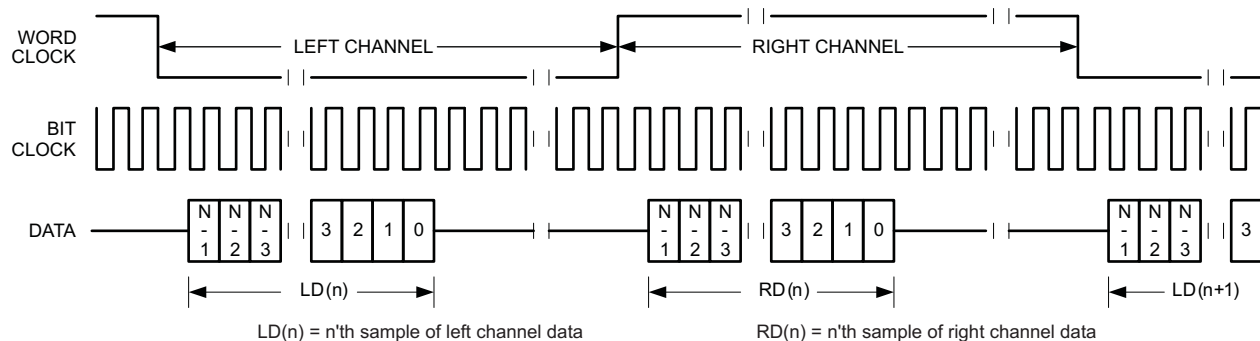 WORD
CLOCK
LEFT CHANNEL
RIGHT CHANNEL
BIT
CLOCK
DATA
N-1 N-2 N-3 3 2 1 0 N-1 N-2 N-3 3 2 1 0 N-1 N-2 N-3 3
LD(n) RD(n) LD(n+1)
LD(n) = n'th sample of left channel data
RD(n) = n'th sample of right channel data